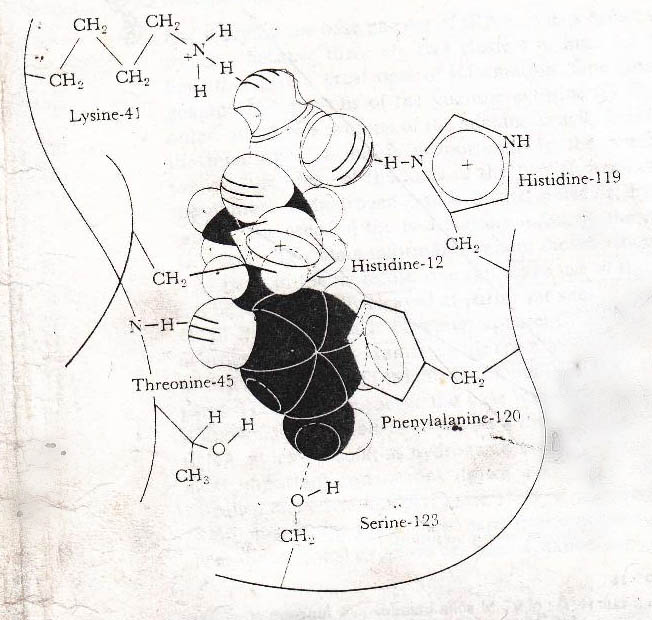 CH₂ CH₂ H
+N H
CH₂ CH₂ H
Lysine-41
H–N NH
+
Histidine-119
CH₂
+
Histidine-12
CH₂
N–H
Threonine-45
CH₂
Phenylalanine-120
H H
O
CH₃
O H
Serine-123
CH₂